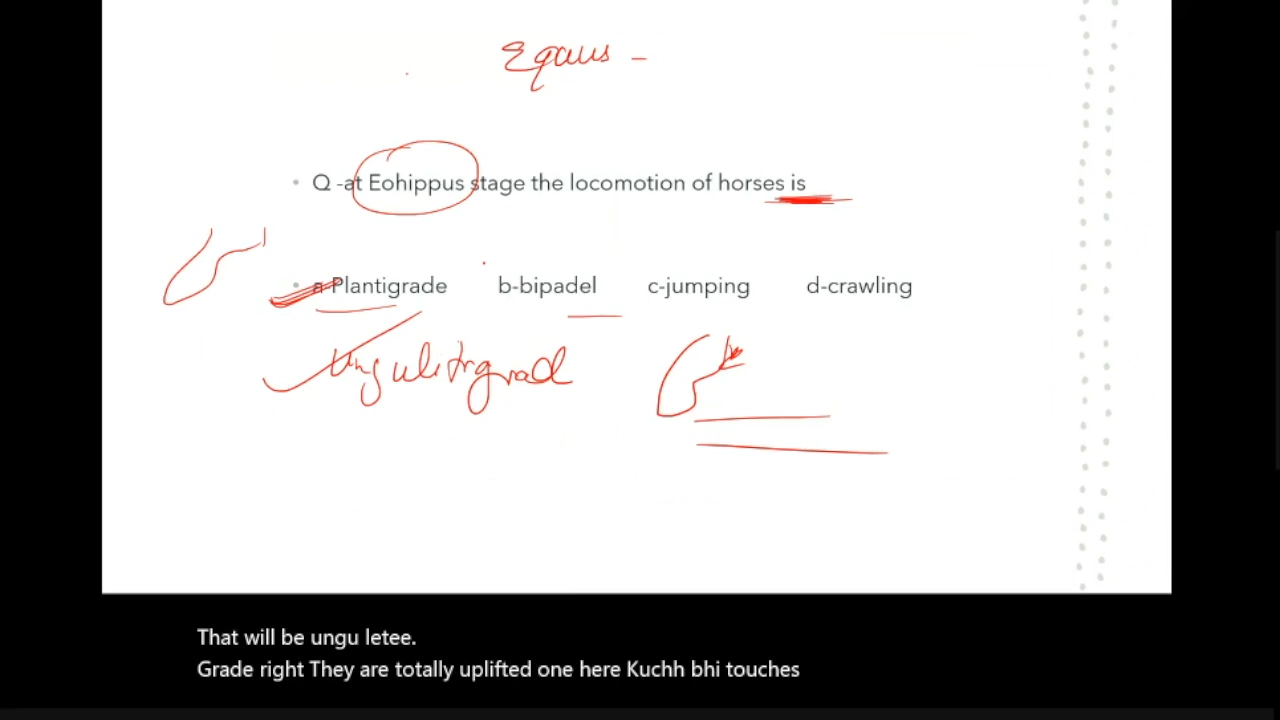 Equus -
• Q -at Eohippus stage the locomotion of horses is
• a Plantigrade b-bipadel c-jumping d-crawling
ungulitrgrad
That will be ungu letee.
Grade right They are totally uplifted one here Kuchh bhi touches